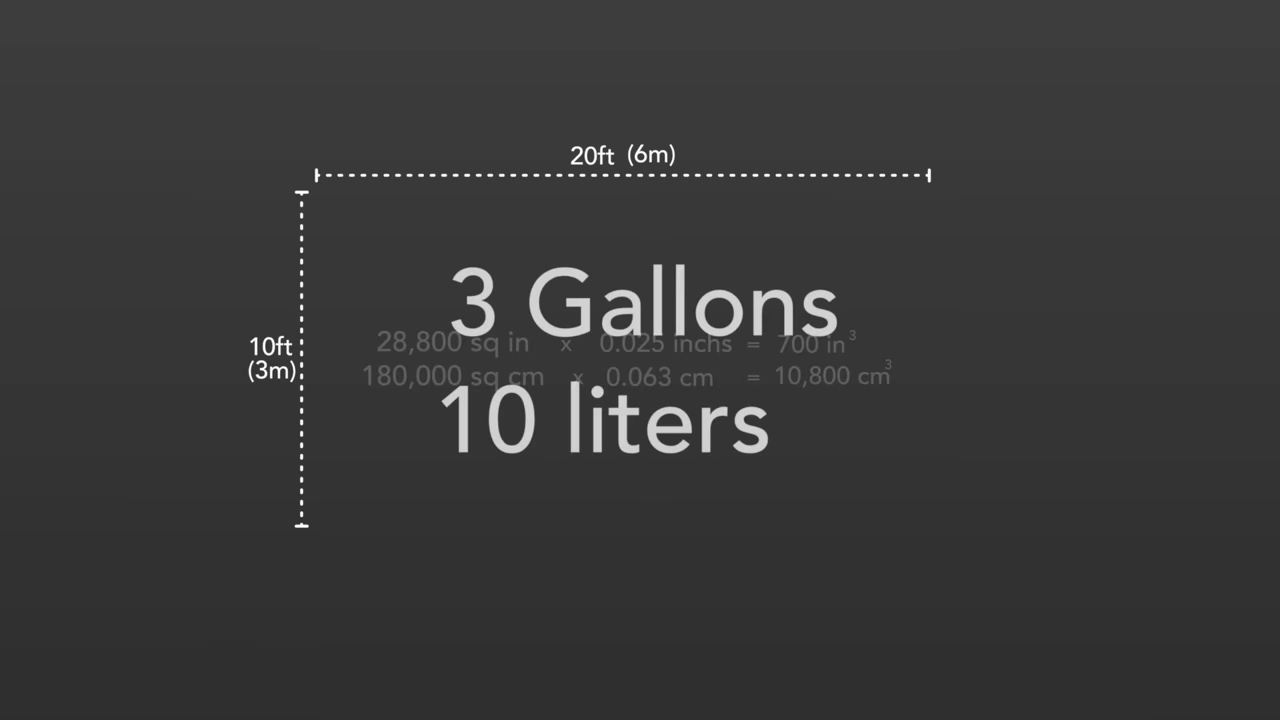 20ft (6m)
3 Gallons
28,800 sq in x 0.025 inchs = 700 in³
10ft
(3m)
180,000 sq cm x 0.063 cm = 10,800 cm³
10 liters